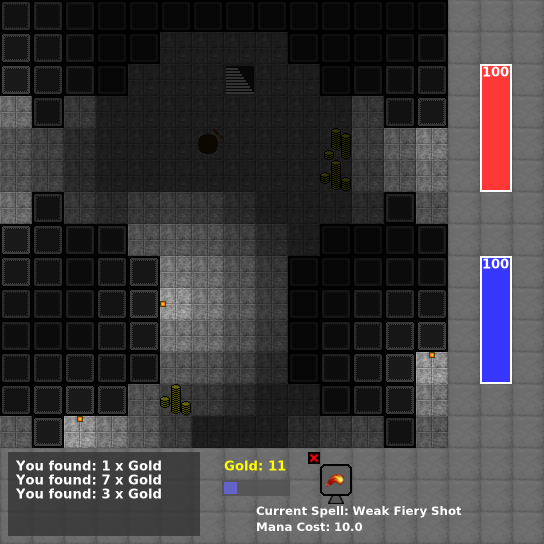 100
100
You found: 1 x Gold
You found: 7 x Gold
You found: 3 x Gold
Gold: 11
Current Spell: Weak Fiery Shot
Mana Cost: 10.0